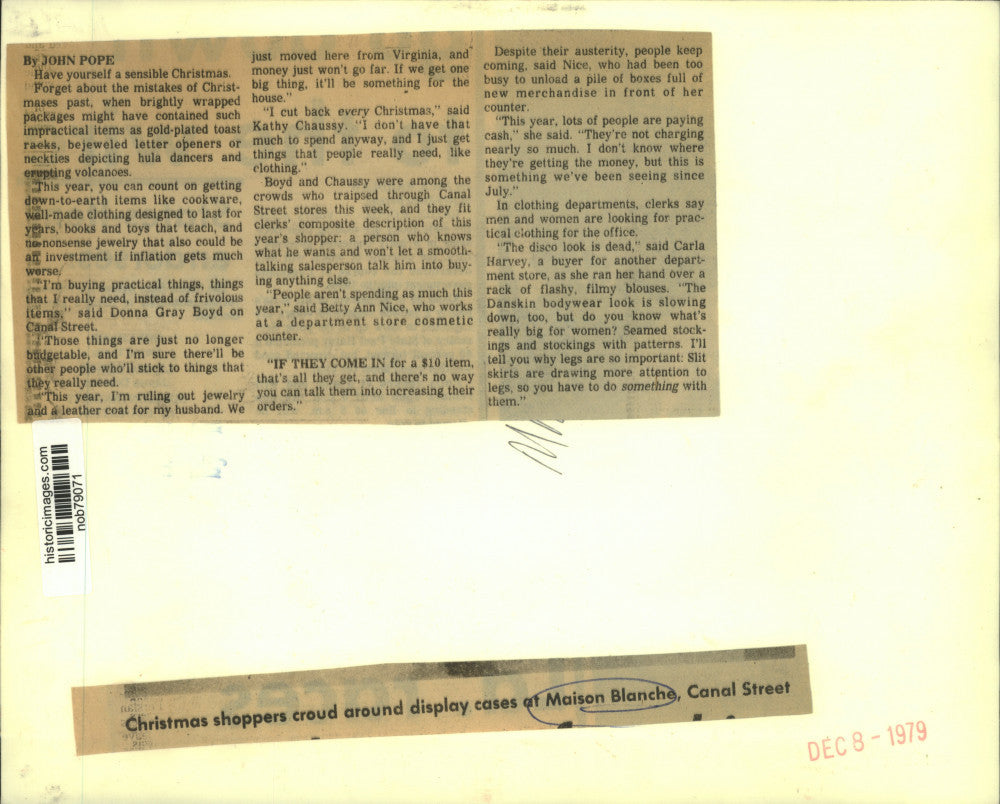 By JOHN POPE
Have yourself a sensible Christmas.
Forget about the mistakes of Christ-
mases past, when brightly wrapped
packages might have contained such
impractical items as gold-plated toast
racks, bejeweled letter openers or
neckties depicting hula dancers and
erupting volcanoes.
This year, you can count on getting
down-to-earth items like cookware,
well-made clothing designed to last for
years, books and toys that teach, and
no-nonsense jewelry that also could be
an investment if inflation gets much
worse.
"I'm buying practical things, things
that I really need, instead of frivolous
items," said Donna Gray Boyd on
Canal Street.
"Those things are just no longer
budgetable, and I'm sure there'll be
other people who'll stick to things that
they really need.
"This year, I'm ruling out jewelry
and a leather coat for my husband. We
just moved here from Virginia, and
money just won't go far. If we get one
big thing, it'll be something for the
house."
"I cut back every Christmas," said
Kathy Chaussy. "I don't have that
much to spend anyway, and I just get
things that people really need, like
clothing."
Boyd and Chaussy were among the
crowds who traipsed through Canal
Street stores this week, and they fit
clerks' composite description of this
year's shopper: a person who knows
what he wants and won't let a smooth-
talking salesperson talk him into buy-
ing anything else.
"People aren't spending as much this
year," said Betty Ann Nice, who works
at a department store cosmetic
counter.
"IF THEY COME IN for a $10 item,
that's all they get, and there's no way
you can talk them into increasing their
orders."
Despite their austerity, people keep
coming, said Nice, who had been too
busy to unload a pile of boxes full of
new merchandise in front of her
counter.
"This year, lots of people are paying
cash," she said. "They're not charging
nearly so much. I don't know where
they're getting the money, but this is
something we've been seeing since
July."
In clothing departments, clerks say
men and women are looking for prac-
tical clothing for the office.
"The disco look is dead," said Carla
Harvey, a buyer for another depart-
ment store, as she ran her hand over a
rack of flashy, filmy blouses. "The
Danskin bodywear look is slowing
down, too, but do you know what's
really big for women? Seamed stock-
ings and stockings with patterns. I'll
tell you why legs are so important: Slit
skirts are drawing more attention to
legs, so you have to do something with
them."
historicimages.com
nob79071
Christmas shoppers croud around display cases at Maison Blanche, Canal Street
DEC 8 - 1979